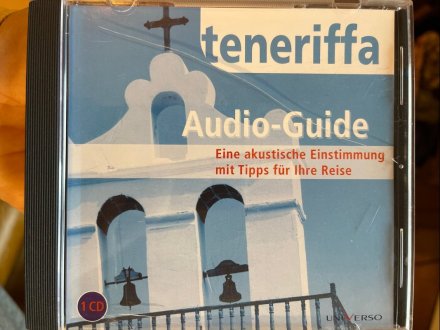 teneriffa
Audio-Guide
Eine akustische Einstimmung
mit Tipps für Ihre Reise
1 CD
UNIVERSO